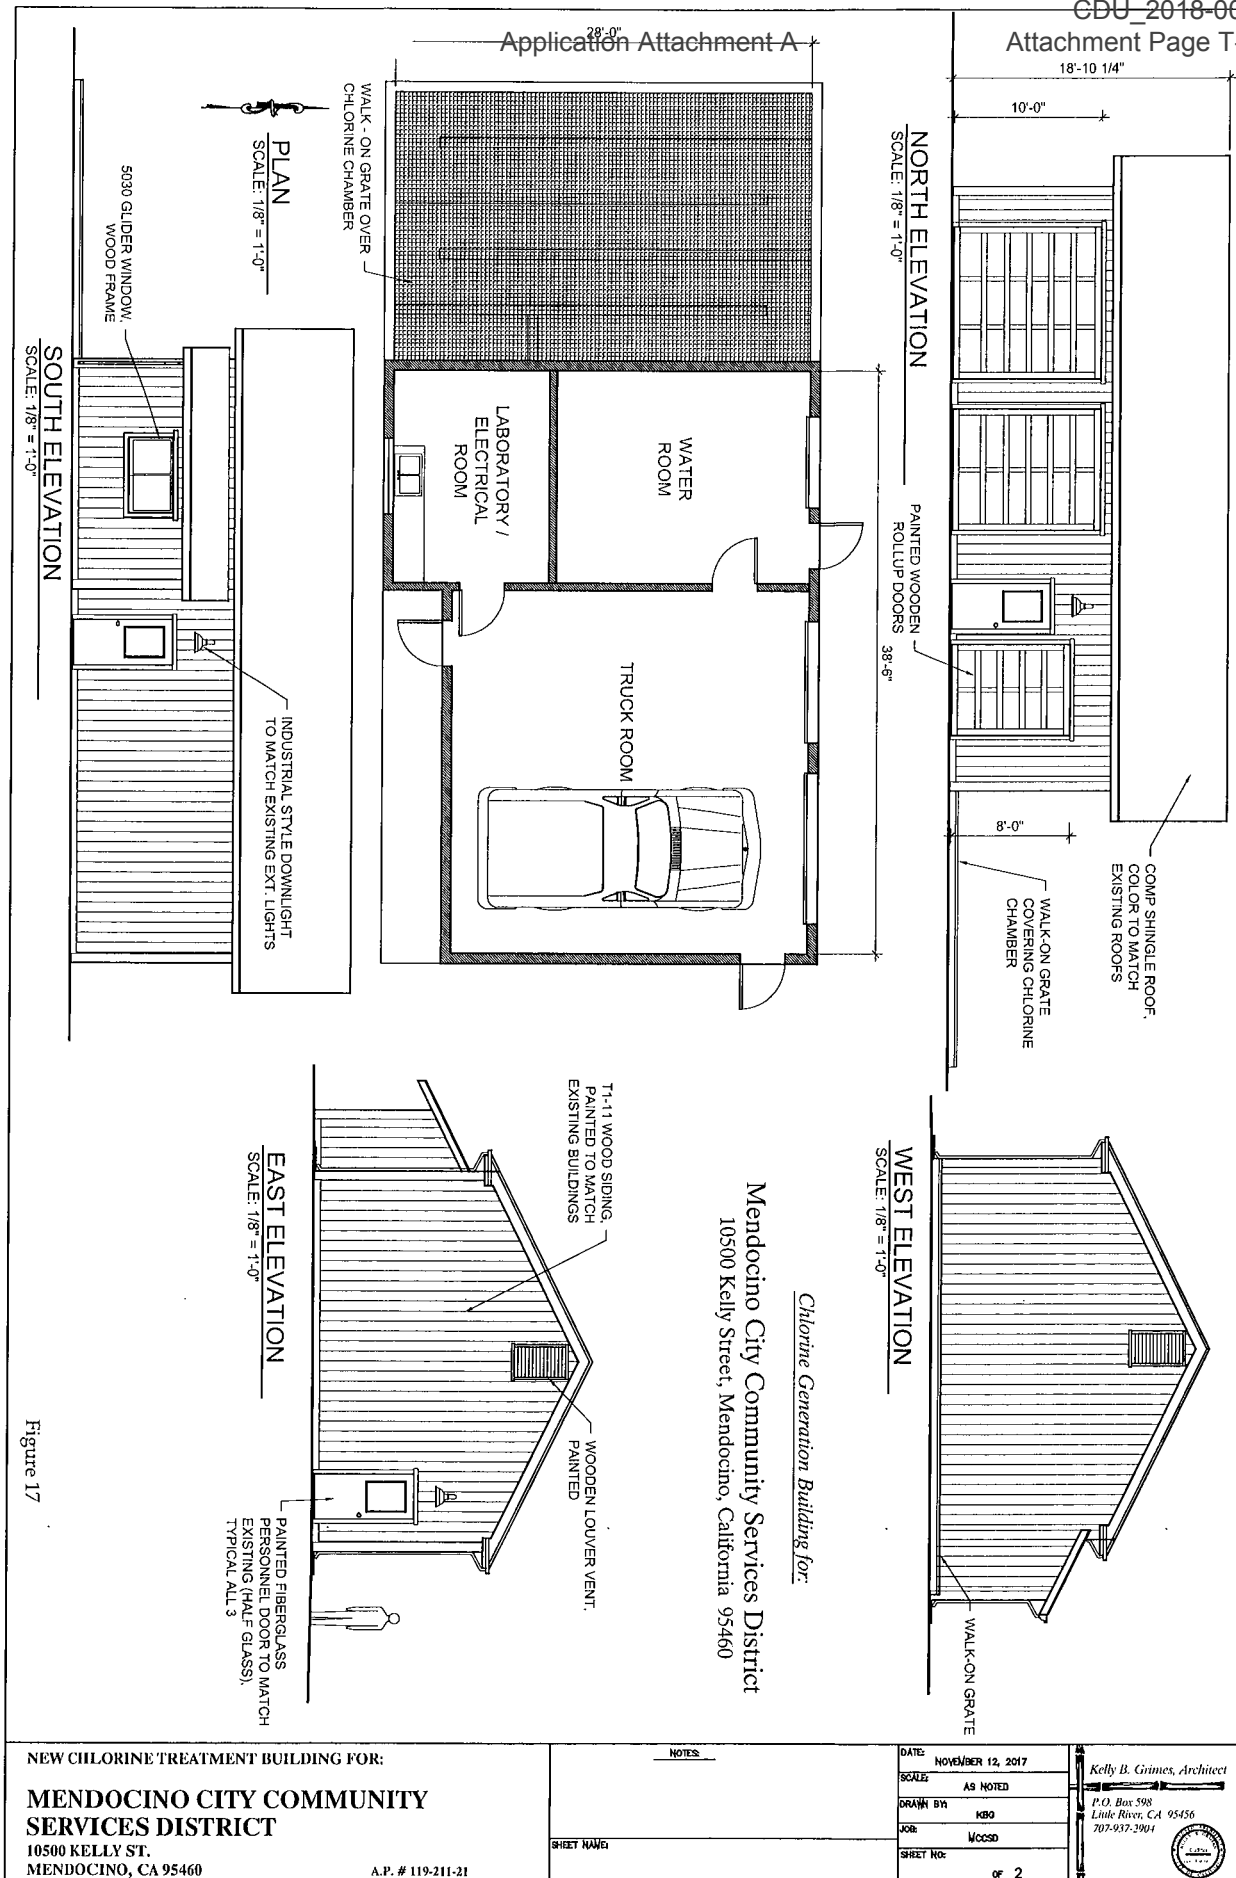 CDU_2018-00
Application Attachment A
Attachment Page T-
28'-0"
18'-10 1/4"
10'-0"
NORTH ELEVATION
SCALE: 1/8" = 1'-0"
PAINTED WOODEN
ROLLUP DOORS
8'-0"
COMP SHINGLE ROOF,
COLOR TO MATCH
EXISTING ROOFS
WALK-ON GRATE
COVERING CHLORINE
CHAMBER
WALK - ON GRATE OVER
CHLORINE CHAMBER
PLAN
SCALE: 1/8" = 1'-0"
38'-6"
WATER
ROOM
LABORATORY /
ELECTRICAL
ROOM
TRUCK ROOM
5030 GLIDER WINDOW,
WOOD FRAME
SOUTH ELEVATION
SCALE: 1/8" = 1'-0"
INDUSTRIAL STYLE DOWNLIGHT
TO MATCH EXISTING EXT. LIGHTS
WEST ELEVATION
SCALE: 1/8" = 1'-0"
WALK-ON GRATE
Chlorine Generation Building for:
Mendocino City Community Services District
10500 Kelly Street, Mendocino, California 95460
T1-11 WOOD SIDING,
PAINTED TO MATCH
EXISTING BUILDINGS
EAST ELEVATION
SCALE: 1/8" = 1'-0"
WOODEN LOUVER VENT,
PAINTED
PAINTED FIBERGLASS
PERSONNEL DOOR TO MATCH
EXISTING (HALF GLASS),
TYPICAL ALL 3
Figure 17
NEW CHLORINE TREATMENT BUILDING FOR:
MENDOCINO CITY COMMUNITY
SERVICES DISTRICT
10500 KELLY ST.
MENDOCINO, CA 95460
A.P. # 119-211-21
NOTES:
SHEET NAME:
DATE:
NOVEMBER 12, 2017
SCALE:
AS NOTED
DRAWN BY:
KBG
JOB:
MCCSD
SHEET NO:
OF 2
Kelly B. Grimes, Architect
P.O. Box 598
Little River, CA 95456
707-937-2904